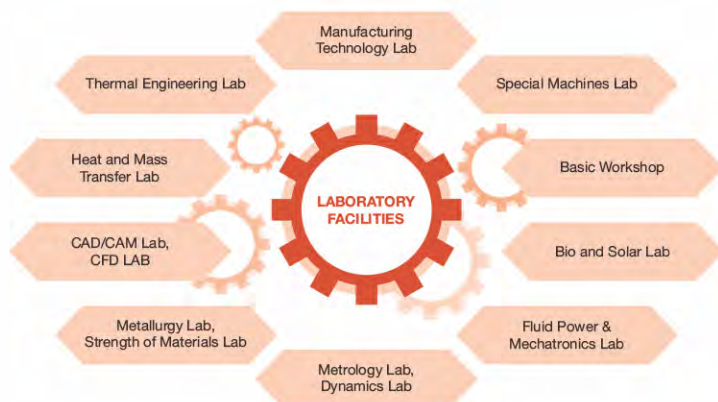 Manufacturing
Technology Lab
Thermal Engineering Lab
Special Machines Lab
Heat and Mass
Transfer Lab
LABORATORY
FACILITIES
Basic Workshop
CAD/CAM Lab,
CFD LAB
Bio and Solar Lab
Metallurgy Lab,
Strength of Materials Lab
Fluid Power &
Mechatronics Lab
Metrology Lab,
Dynamics Lab